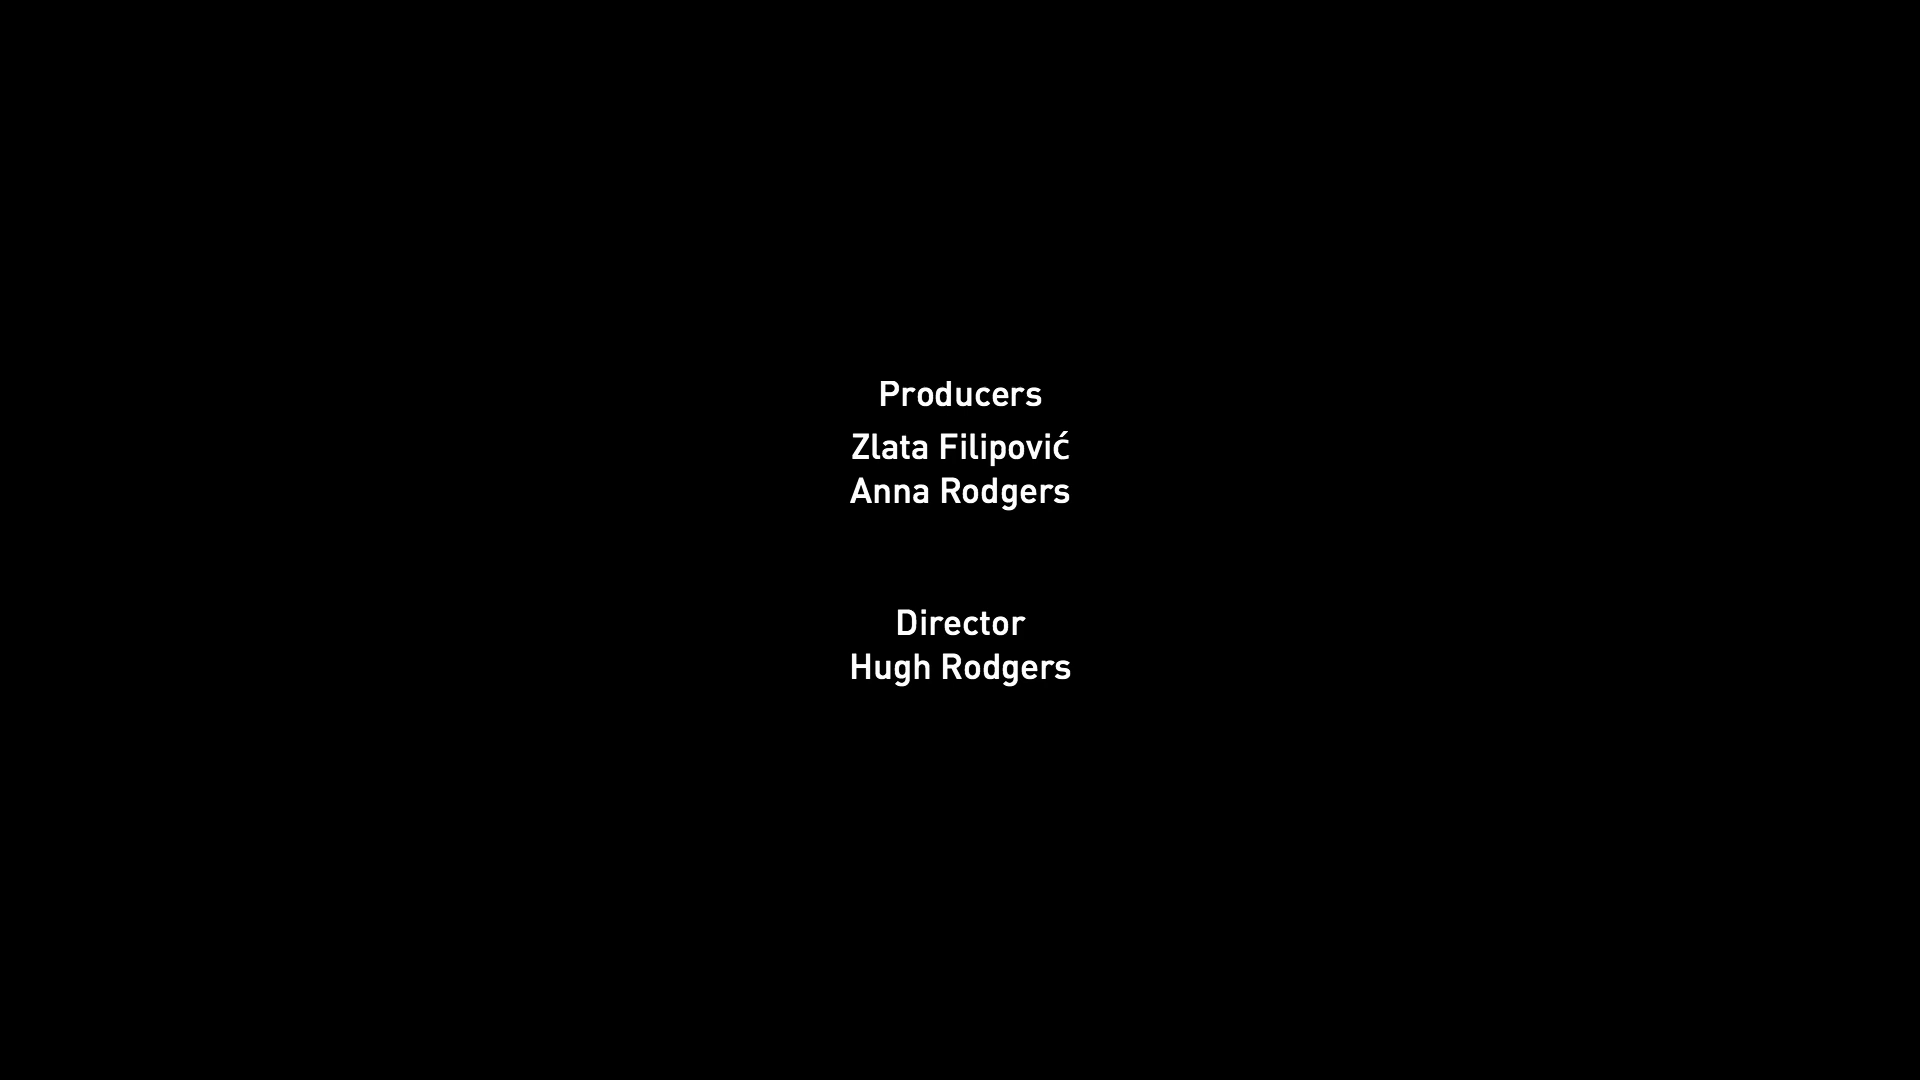 Producers
Zlata Filipović
Anna Rodgers
Director
Hugh Rodgers